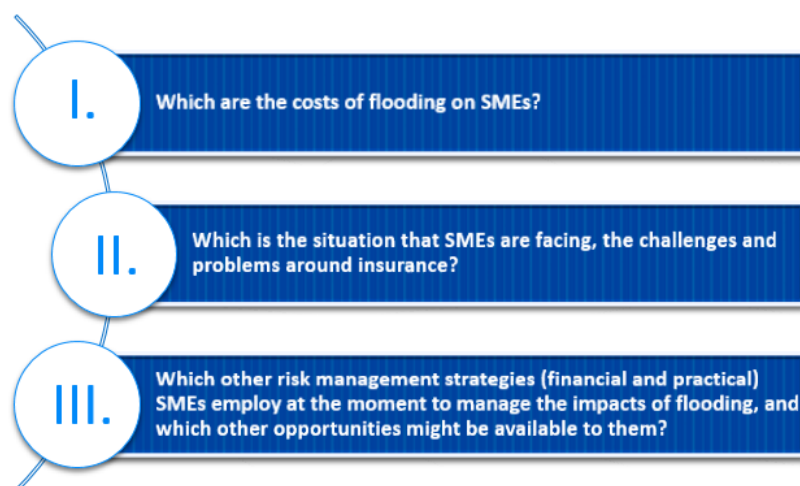 I.
Which are the costs of flooding on SMEs?
II.
Which is the situation that SMEs are facing, the challenges and
problems around insurance?
III.
Which other risk management strategies (financial and practical)
SMEs employ at the moment to manage the impacts of flooding, and
which other opportunities might be available to them?